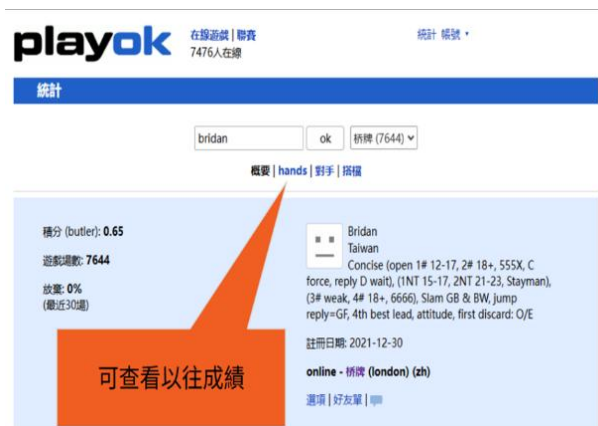 playok
在線遊戲 | 聯賽
7476人在線
統計 帳號
統計
bridan ok 桥牌 (7644)
概要 | hands | 對手 | 搭檔
積分 (butler): 0.65
遊戲場數: 7644
放棄: 0%
(最近30場)
可查看以往成績
Bridan
Taiwan
Concise (open 1# 12-17, 2# 18+, 555X, C
force, reply D wait), (1NT 15-17, 2NT 21-23, Stayman),
(3# weak, 4# 18+, 6666), Slam GB & BW, jump
reply=GF, 4th best lead, attitude, first discard: O/E
註冊日期: 2021-12-30
online - 桥牌 (london) (zh)
選項 | 好友單 |